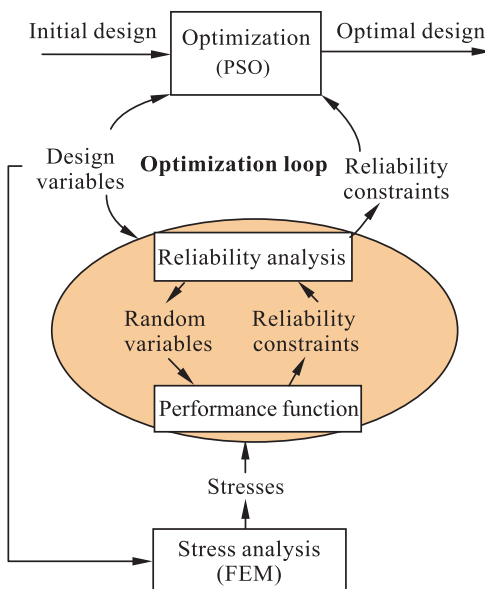 Initial design
Optimization
(PSO)
Optimal design
Design
variables
Optimization loop
Reliability
constraints
Reliability analysis
Random
variables
Reliability
constraints
Performance function
Stresses
Stress analysis
(FEM)